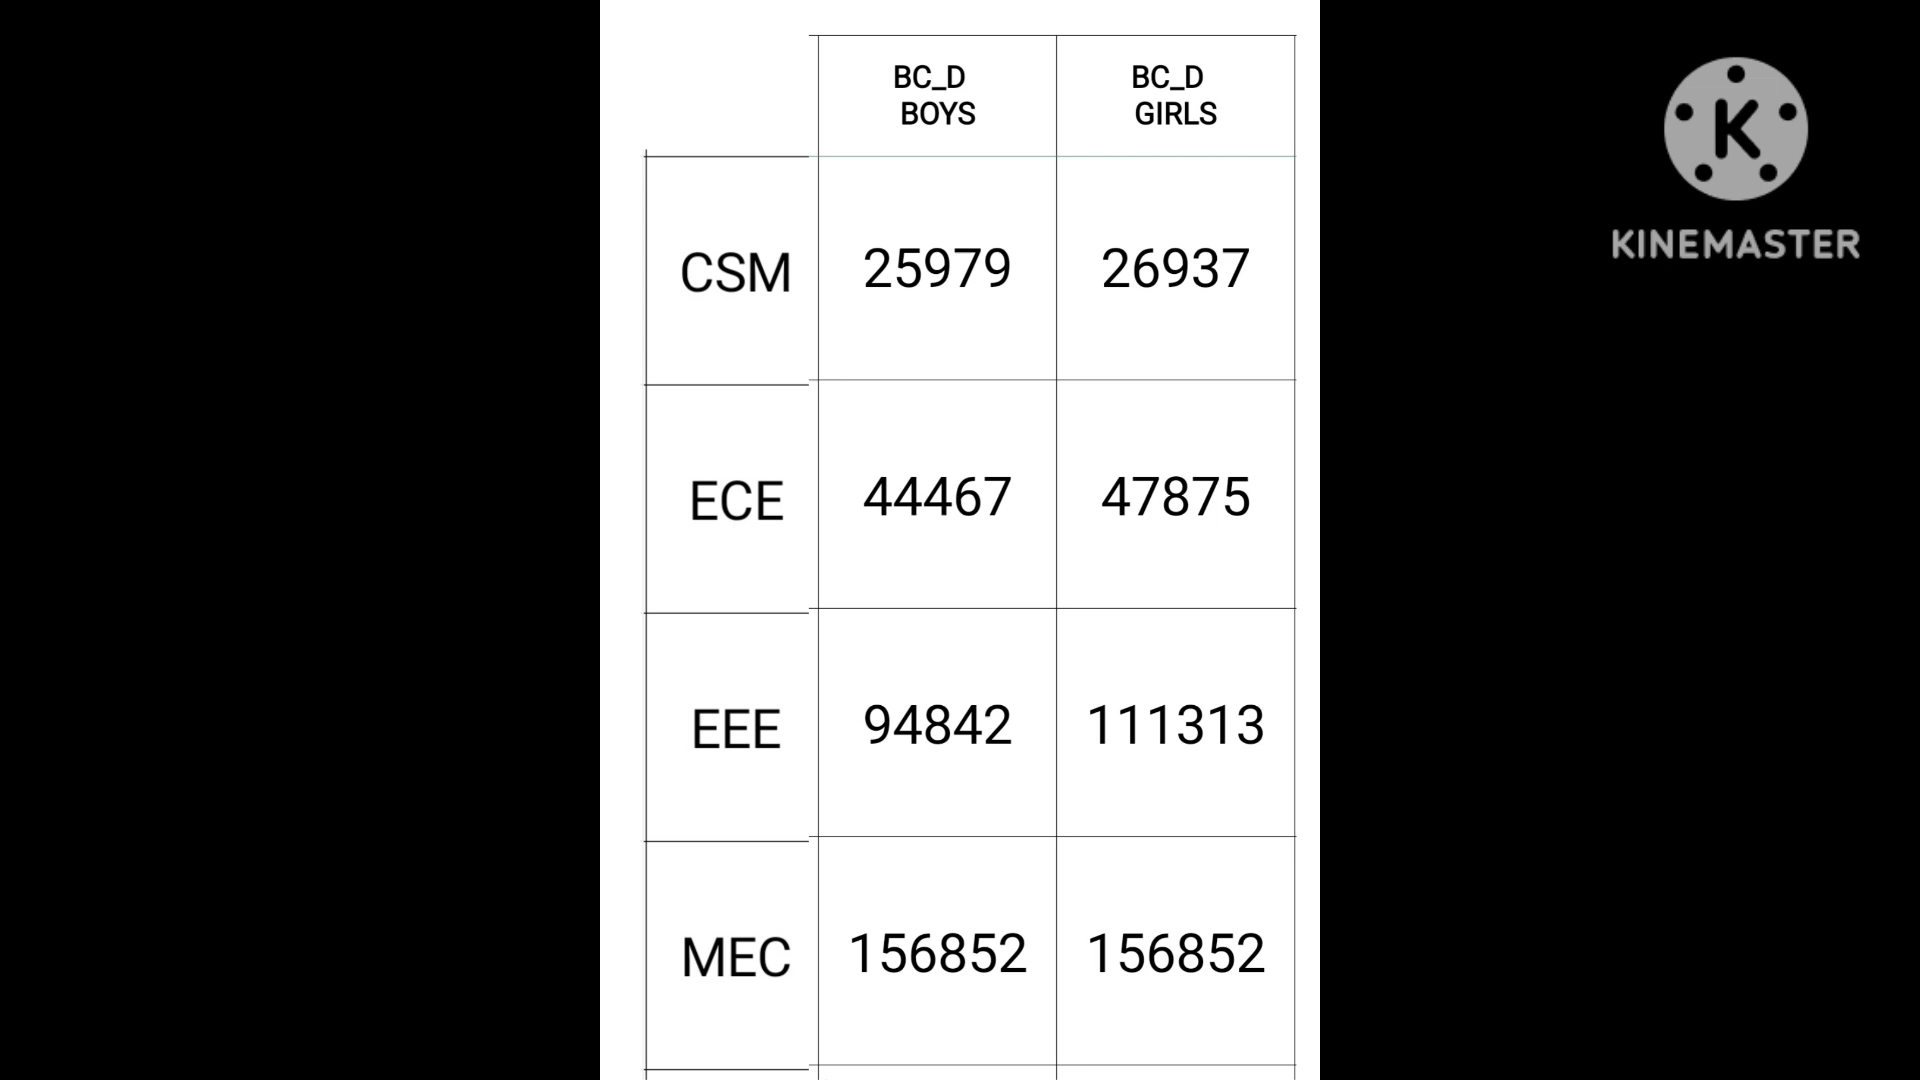 BC_D BC_D
BOYS GIRLS
CSM 25979 26937
ECE 44467 47875
EEE 94842 111313
MEC 156852 156852
K
KINEMASTER